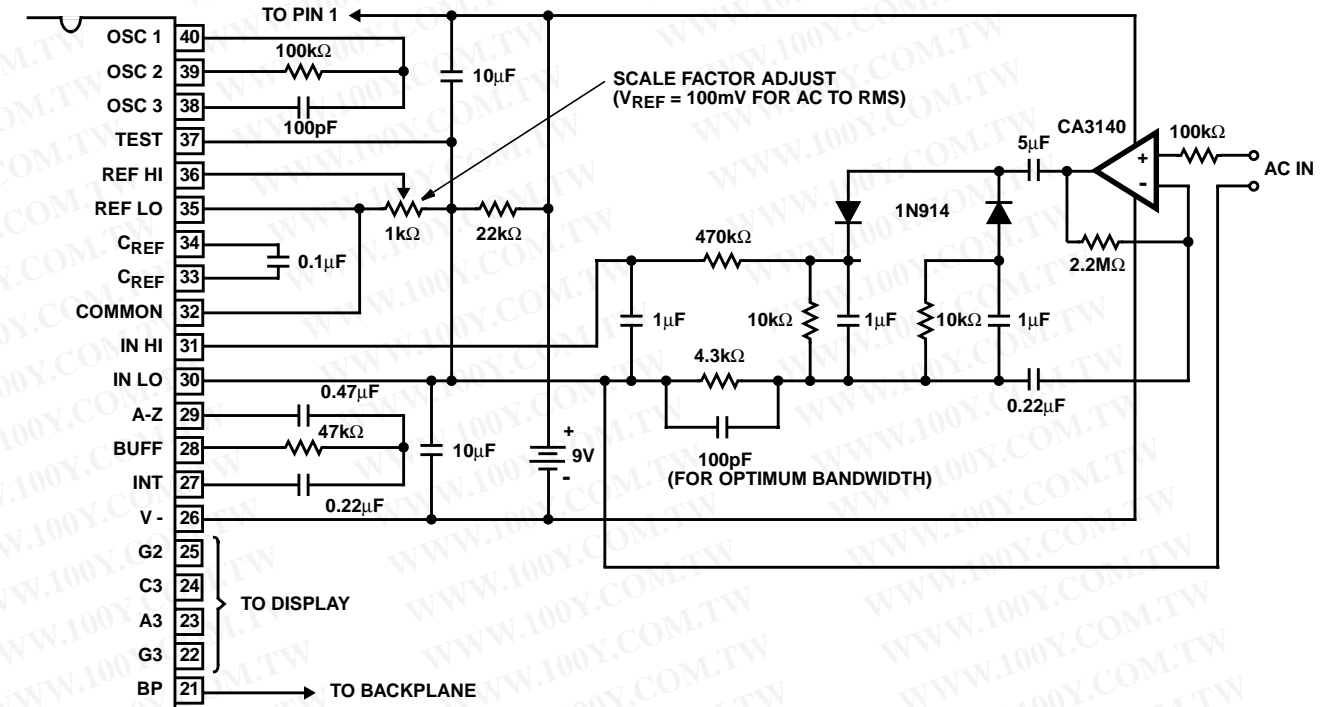 TO PIN 1
OSC 1 40
OSC 2 39
OSC 3 38
TEST 37
REF HI 36
REF LO 35
CREF 34
CREF 33
COMMON 32
IN HI 31
IN LO 30
A-Z 29
BUFF 28
INT 27
V - 26
G2 25
C3 24
A3 23
G3 22
BP 21
100kΩ
100pF
10µF
SCALE FACTOR ADJUST
(VREF = 100mV FOR AC TO RMS)
1kΩ
22kΩ
0.1µF
0.47µF
47kΩ
0.22µF
10µF
+
9V
-
5µF
CA3140
+
-
100kΩ
AC IN
1N914
2.2MΩ
470kΩ
1µF
10kΩ
1µF
10kΩ
1µF
4.3kΩ
0.22µF
100pF
(FOR OPTIMUM BANDWIDTH)
TO DISPLAY
TO BACKPLANE
WWW.100Y.COM.TW